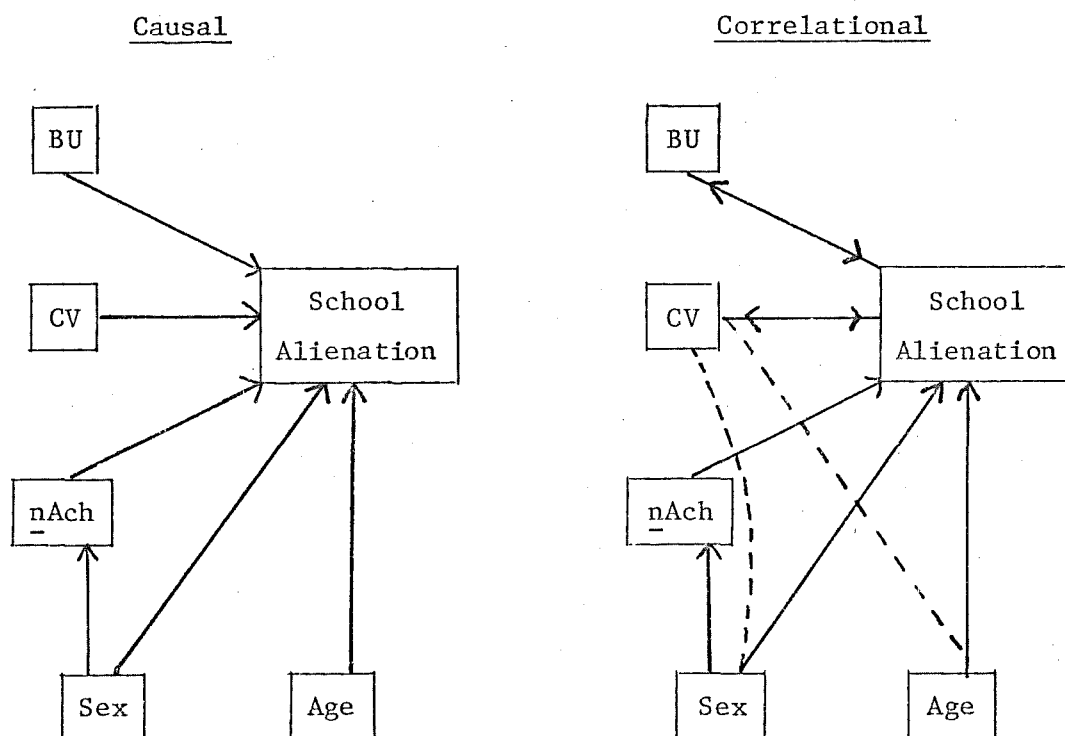 Causal
BU
CV
School
Alienation
nAch
Sex
Age
Correlational
BU
CV
School
Alienation
nAch
Sex
Age